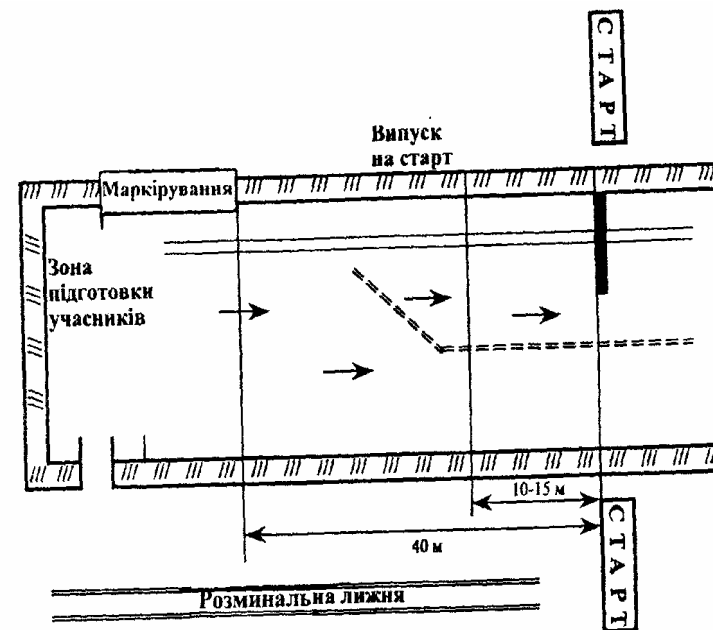 СТАРТ
Випуск
на старт
Маркірування
Зона
підготовки
учасників
10-15 м
40 м
СТАРТ
Розминальна лижня